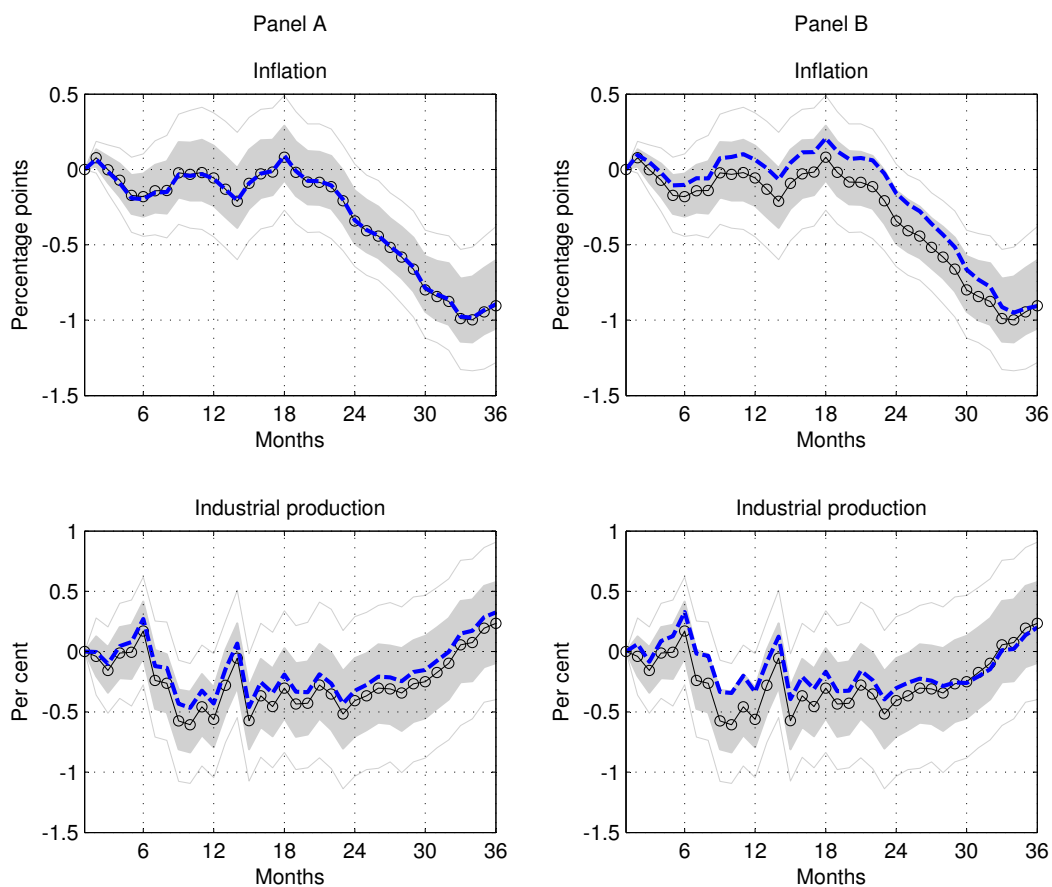 Panel A
Panel B
Inflation
Inflation
0.5
0
-0.5
-1
-1.5
Percentage points
6 12 18 24 30 36
Months
0.5
0
-0.5
-1
-1.5
Percentage points
6 12 18 24 30 36
Months
Industrial production
Industrial production
1
0.5
0
-0.5
-1
-1.5
Per cent
6 12 18 24 30 36
Months
1
0.5
0
-0.5
-1
-1.5
Per cent
6 12 18 24 30 36
Months